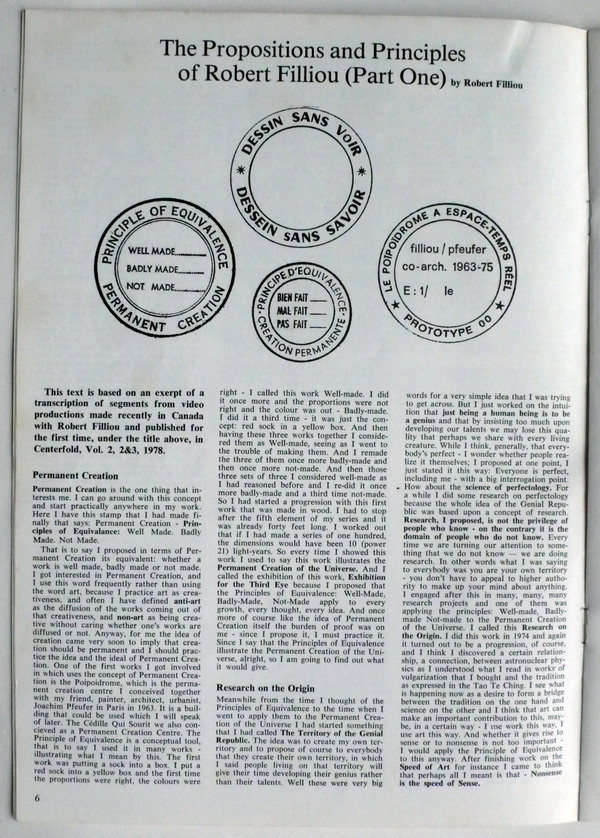 The Propositions and Principles
of Robert Filliou (Part One) by Robert Filliou
DESSIN SANS VOIR
DESSEIN SANS SAVOIR
PRINCIPLE OF EQUIVALENCE
WELL MADE
BADLY MADE
NOT MADE
PERMANENT CREATION
PRINCIPE D'EQUIVALENCE
BIEN FAIT
MAL FAIT
PAS FAIT
CREATION PERMANENTE
LE POIPOIDROME A ESPACE-TEMPS REEL
filliou / pfeufer
co-arch. 1963-75
E : 1/ le
PROTOTYPE 00
This text is based on an exerpt of a
transcription of segments from video
productions made recently in Canada
with Robert Filliou and published for
the first time, under the title above, in
Centerfold, Vol. 2, 2&3, 1978.
Permanent Creation
Permanent Creation is the one thing that in-
terests me. I can go around with this concept
and start practically anywhere in my work.
Here I have this stamp that I had made fi-
nally that says: Permanent Creation - Prin-
ciples of Equivalance: Well Made. Badly
Made. Not Made.
That is to say I proposed in terms of Per-
manent Creation its equivalent: whether a
work is well made, badly made or not made.
I got interested in Permanent Creation, and
I use this word frequently rather than using
the word art, because I practice art as crea-
tiveness, and often I have defined anti-art
as the diffusion of the works coming out of
that creativness, and non-art as being crea-
tive without caring whether one's works are
diffused or not. Anyway, for me the idea of
creation came very soon to imply that crea-
tion should be permanent and I should prac-
tice the idea and the ideal of Permanent Crea-
tion. One of the first works I got involved
in which uses the concept of Permanent Crea-
tion is the Poipoidrome, which is the perma-
nent creation centre I conceived together
with my friend, painter, architect, urbanist,
Joachim Pfeufer in Paris in 1963. It is a buil-
ding that could be used which I will speak
of later. The Cédille Qui Sourit we also con-
cieved as a Permanent Creation Centre. The
Principle of Equivalence is a conceptual tool,
that is to say I used it in many works -
illustrating what I mean by this. The first
work was putting a sock into a box. I put a
red sock into a yellow box and the first time
the proportions were right, the colours were
right - I called this work Well-made. I did
it once more and the proportions were not
right and the colour was out - Badly-made.
I did it a third time - it was just the con-
cept: red sock in a yellow box. And then
having these three works together I conside-
red them as Well-made, seeing as I went to
the trouble of making them. And I remade
the three of them once more badly-made and
then once more not-made. And then those
three sets of three I considered well-made as
I had reasoned before and I re-did it once
more badly-made and a third time not-made.
So I had started a progression with this first
work that was made in wood. I had to stop
after the fifth element of my series and it
was already forty feet long. I worked out
that if I had made a series of one hundred,
the dimensions would have been 10 (power
21) light-years. So every time I showed this
work I used to say this work illustrates the
Permanent Creation of the Universe. And I
called the exhibition of this work, Exhibition
for the Third Eye because I proposed that
the Principle of Equivalence: Well-Made,
Badly-Made, Not-Made apply to every
growth, every thought, every idea. And once
more of course like the idea of Permanent
Creation itself the burden of proof was on
me - since I propose it, I must practice it.
Since I say that the Principles of Equivalence
illustrate the Permanent Creation of the Uni-
verse, alright, so I am going to find out what
it would give.
Research on the Origin
Meanwhile from the time I thought of the
Principles of Equivalence to the time when I
went to apply them to the Permanent Crea-
tion of the Universe I had started something
that I had called The Territory of the Genial
Republic. The idea was to create my own ter-
ritory and to propose of course to everybody
that they create their own territory, in which
I said people living on that territory will
give their time developing their genius rather
than their talents. Well these were very big
words for a very simple idea that I was trying
to get across. But I just worked on the intui-
tion that just being a human being is to be
a genius and that by insisting too much upon
developing our talents we may lose this qua-
lity that perhaps we share with every living
creature. While I think, generally, that every-
body's perfect - I wonder whether people rea-
lize it themselves; I proposed at one point, I
just stated it this way: Everyone is perfect,
including me - with a big interrogation point.
How about the science of perfectology. For
a while I did some research on perfectology
because the whole idea of the Genial Repu-
blic was based upon a concept of research.
Research, I proposed, is not the privilege of
people who know - on the contrary it is the
domain of people who do not know. Every
time we are turning our attention to some-
thing that we do not know — we are doing
research. In other words what I was saying
to everybody was you are your own territory
- you don't have to appeal to higher autho-
rity to make up your mind about anything.
I engaged after this in many, many, many
research projects and one of them was
applying the principles: Well-made, Badly-
made Not-made to the Permanent Creation
of the Universe. I called this Research on
the Origin. I did this work in 1974 and again
it turned out to be a progression, of course,
and I think I discovered a certain relation-
ship, a connection, between astronuclear phy-
sics as I understood what I read in works of
vulgarization that I bought and the tradition
as expressed in the Tao Te Ching. I see what
is happening now as a desire to form a bridge
between the tradition on the one hand and
science on the other and I think that art can
make an important contribution to this, may-
be, in a certain way - I use work this way, I
use art this way. And whether it gives rise to
sense or to nonsense is not too important -
I would apply the Principle of Equivalence
to this anyway. After finishing work on the
Speed of Art for instance I came to think
that perhaps all I meant is that - Nonsense
is the speed of Sense.
6